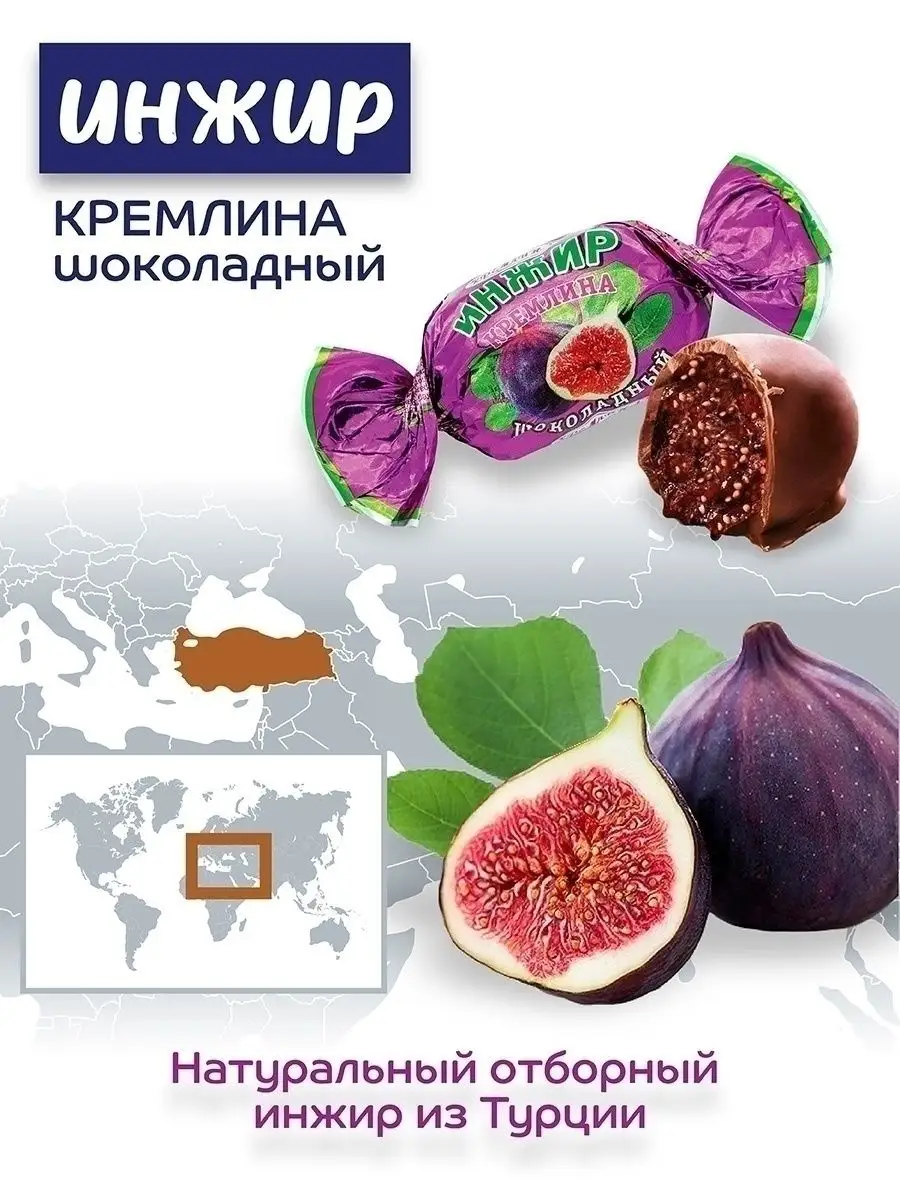 инжир
КРЕМЛИНА
шоколадный
ИНЖИР
КРЕМЛИНА
ШОКОЛАДНЫЙ
Натуральный отборный
инжир из Турции